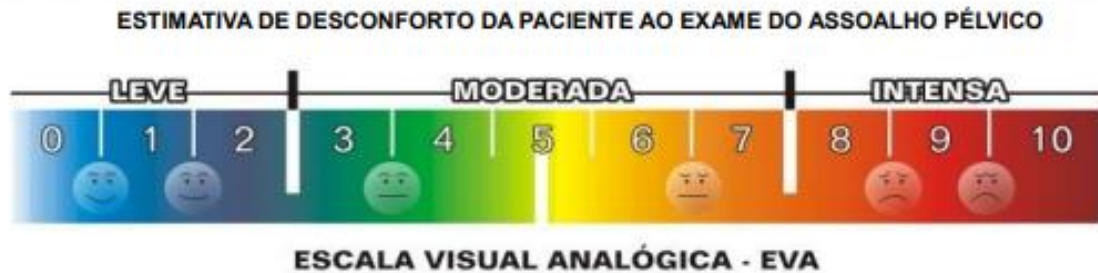 ESTIMATIVA DE DESCONFORTO DA PACIENTE AO EXAME DO ASSOALHO PÉLVICO
LEVE MODERADA INTENSA
0 1 2 3 4 5 6 7 8 9 10
ESCALA VISUAL ANALÓGICA - EVA